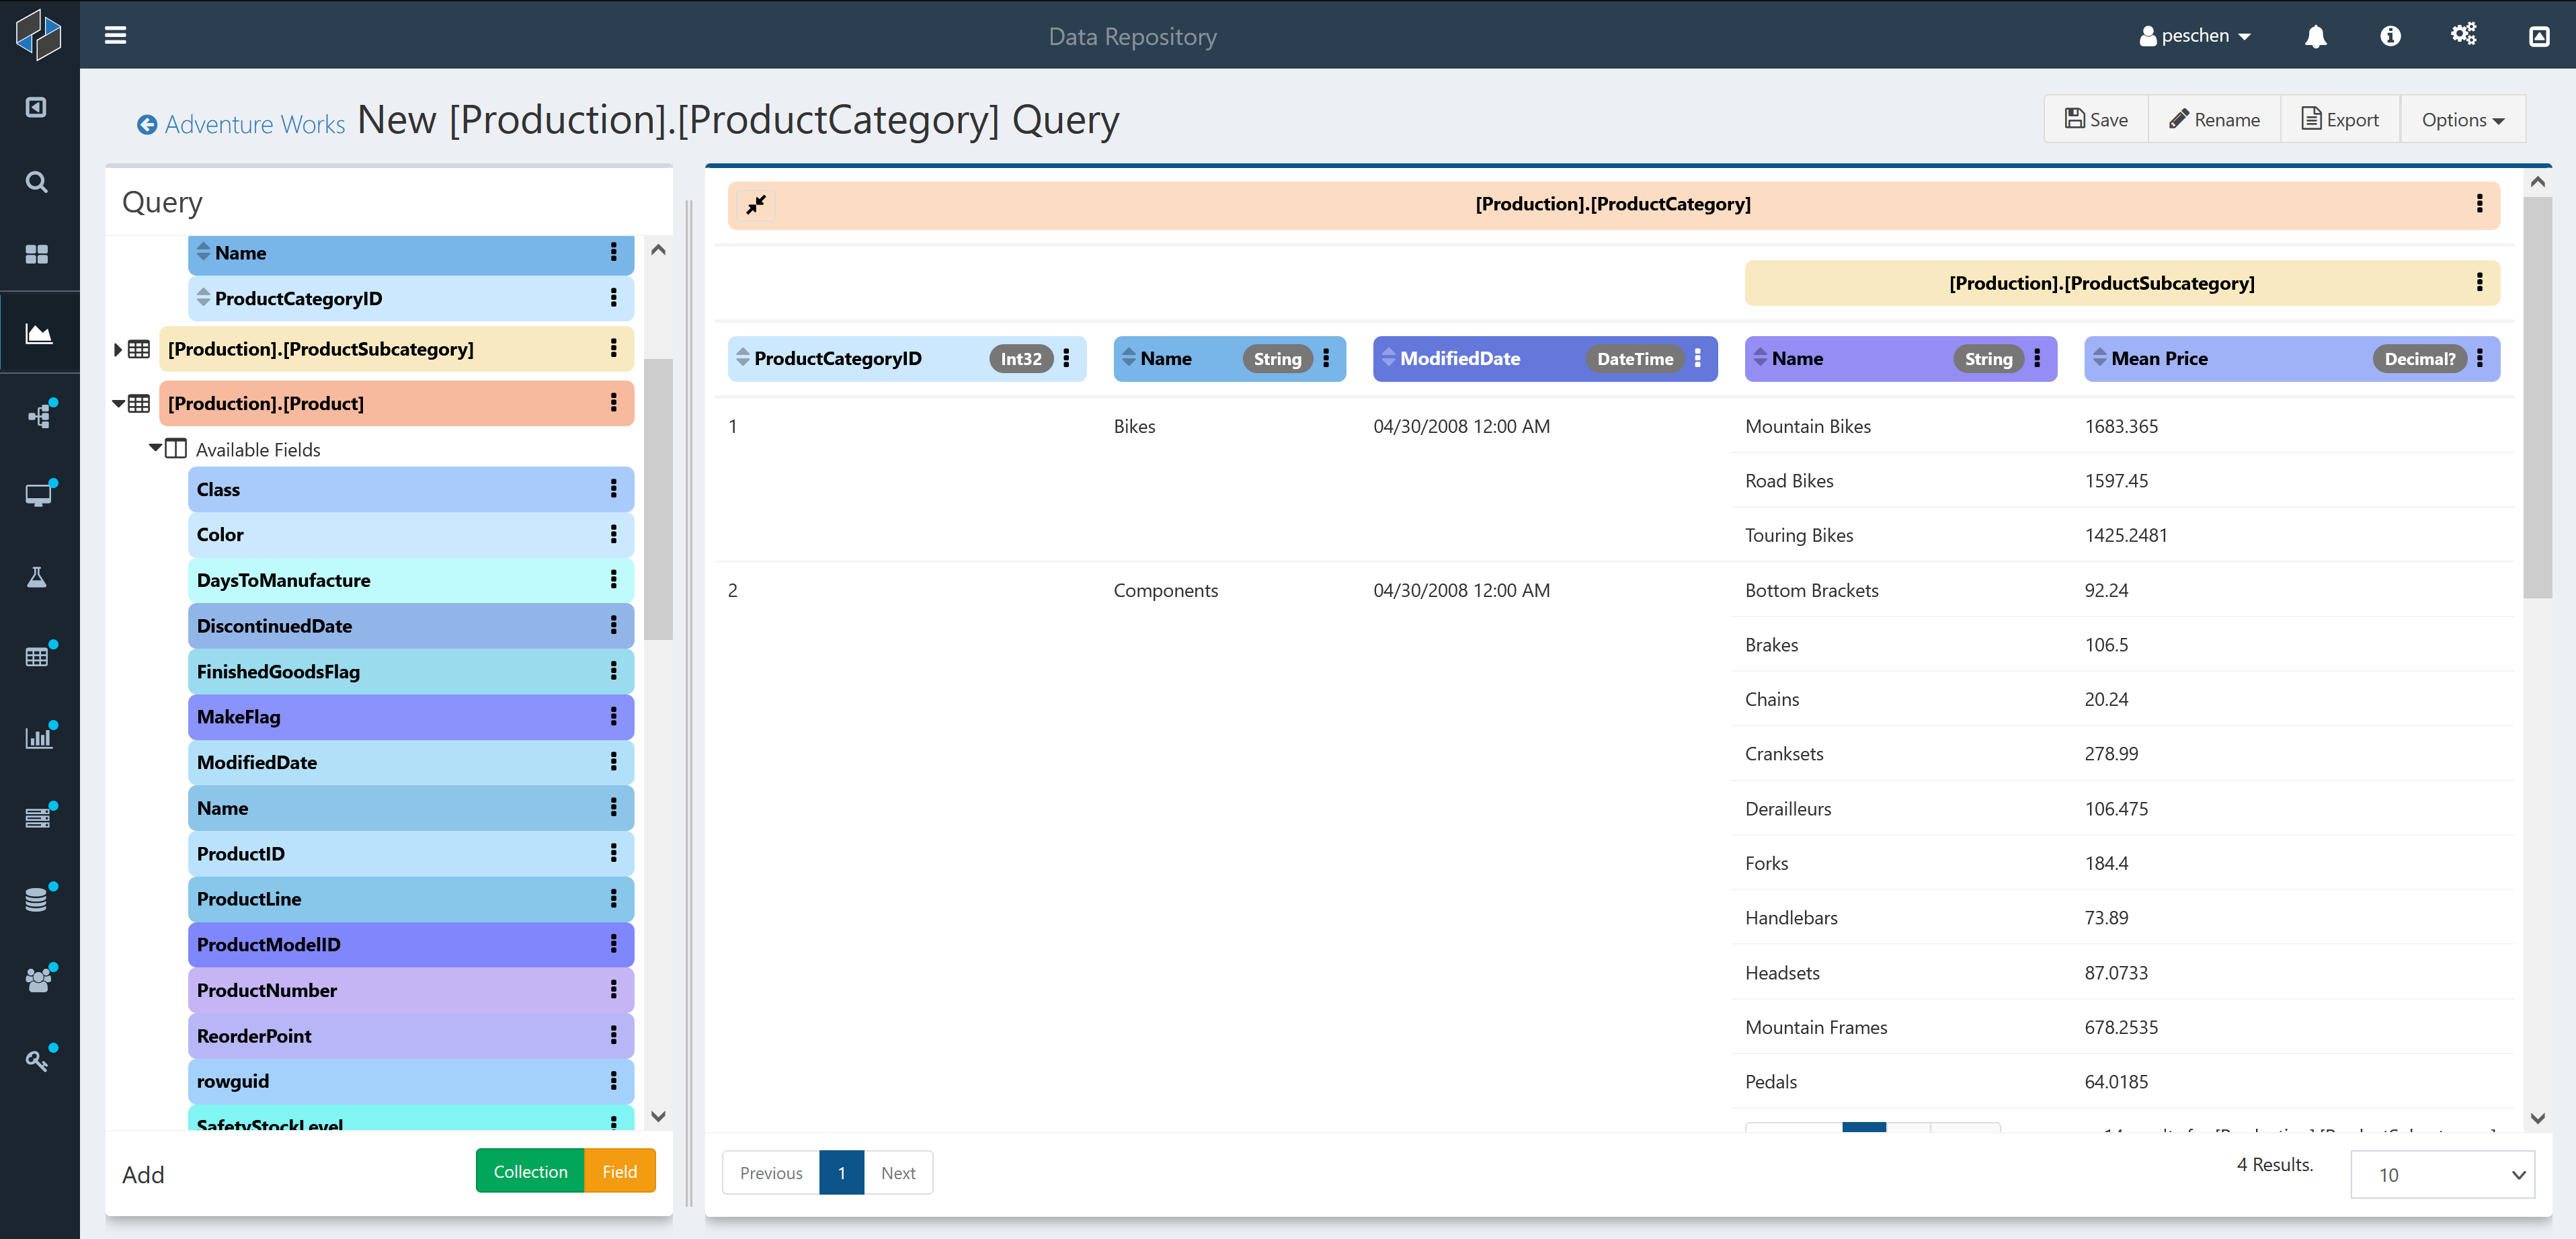 Data Repository
peschen
Adventure Works New [Production].[ProductCategory] Query
Save Rename Export Options
Query
Name
ProductCategoryID
[Production].[ProductSubcategory]
[Production].[Product]
Available Fields
Class
Color
DaysToManufacture
DiscontinuedDate
FinishedGoodsFlag
MakeFlag
ModifiedDate
Name
ProductID
ProductLine
ProductModelID
ProductNumber
ReorderPoint
rowguid
SafetyStockLevel
Add Collection Field
[Production].[ProductCategory]
[Production].[ProductSubcategory]
ProductCategoryID Int32 Name String ModifiedDate DateTime Name String Mean Price Decimal?
1 Bikes 04/30/2008 12:00 AM Mountain Bikes 1683.365
Road Bikes 1597.45
Touring Bikes 1425.2481
2 Components 04/30/2008 12:00 AM Bottom Brackets 92.24
Brakes 106.5
Chains 20.24
Cranksets 278.99
Derailleurs 106.475
Forks 184.4
Handlebars 73.89
Headsets 87.0733
Mountain Frames 678.2535
Pedals 64.0185
Previous 1 Next 4 Results. 10